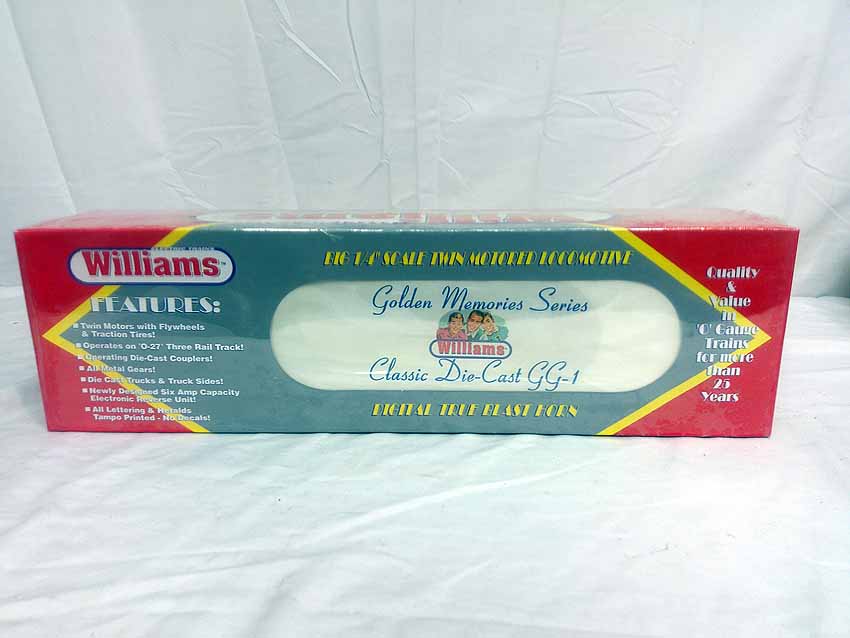 ELECTRIC TRAINS
Williams™
FEATURES:
■ Twin Motors with Flywheels
& Traction Tires!
■ Operates on 'O-27' Three Rail Track!
■ Operating Die-Cast Couplers!
■ All Metal Gears!
■ Die Cast Trucks & Truck Sides!
■ Newly Designed Six Amp Capacity
Electronic Reverse Unit!
■ All Lettering & Heralds
Tampo Printed - No Decals!
BIG 1/4" SCALE TWIN MOTORED LOCOMOTIVE
Golden Memories Series
Williams
Classic Die-Cast GG-1
DIGITAL TRUE BLAST HORN
Quality
&
Value
in
'O' Gauge
Trains
for more
than
25
Years